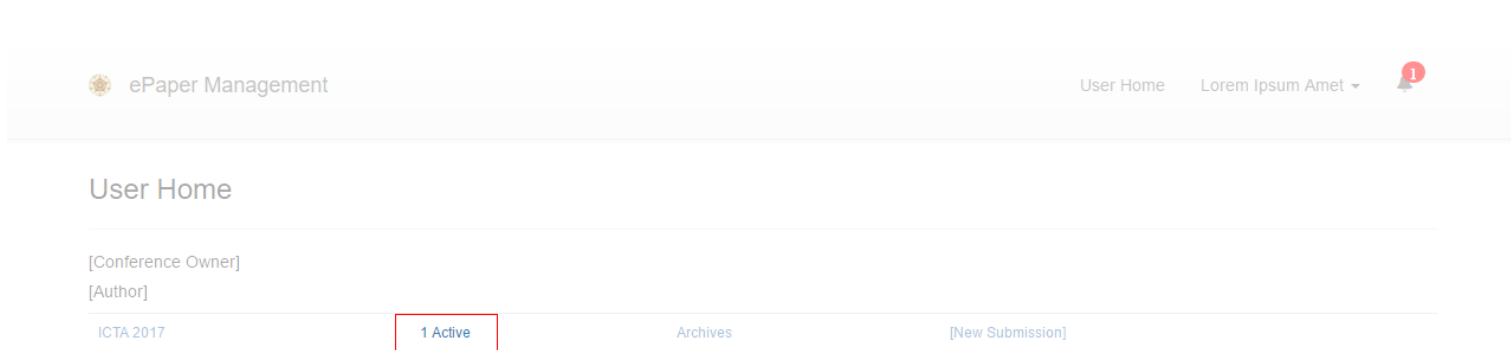 ePaper Management User Home Lorem Ipsum Amet 1
User Home
[Conference Owner]
[Author]
ICTA 2017 1 Active Archives [New Submission]